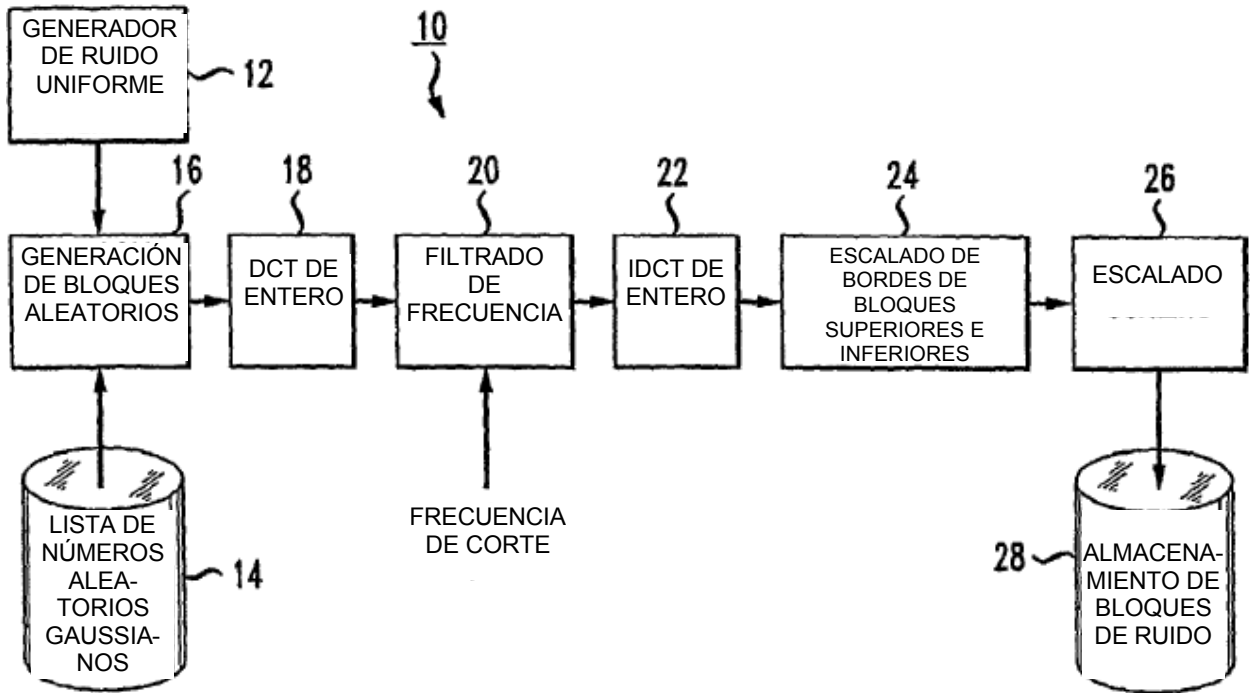 GENERADOR
DE RUIDO
UNIFORME
12
10
16
GENERACIÓN
DE BLOQUES
ALEATORIOS
18
DCT DE
ENTERO
20
FILTRADO
DE
FRECUENCIA
22
IDCT DE
ENTERO
24
ESCALADO DE
BORDES DE
BLOQUES
SUPERIORES E
INFERIORES
26
ESCALADO
LISTA DE
NÚMEROS
ALEA-
TORIOS
GAUSSIA-
NOS
14
FRECUENCIA
DE CORTE
28
ALMACENA-
MIENTO DE
BLOQUES
DE RUIDO